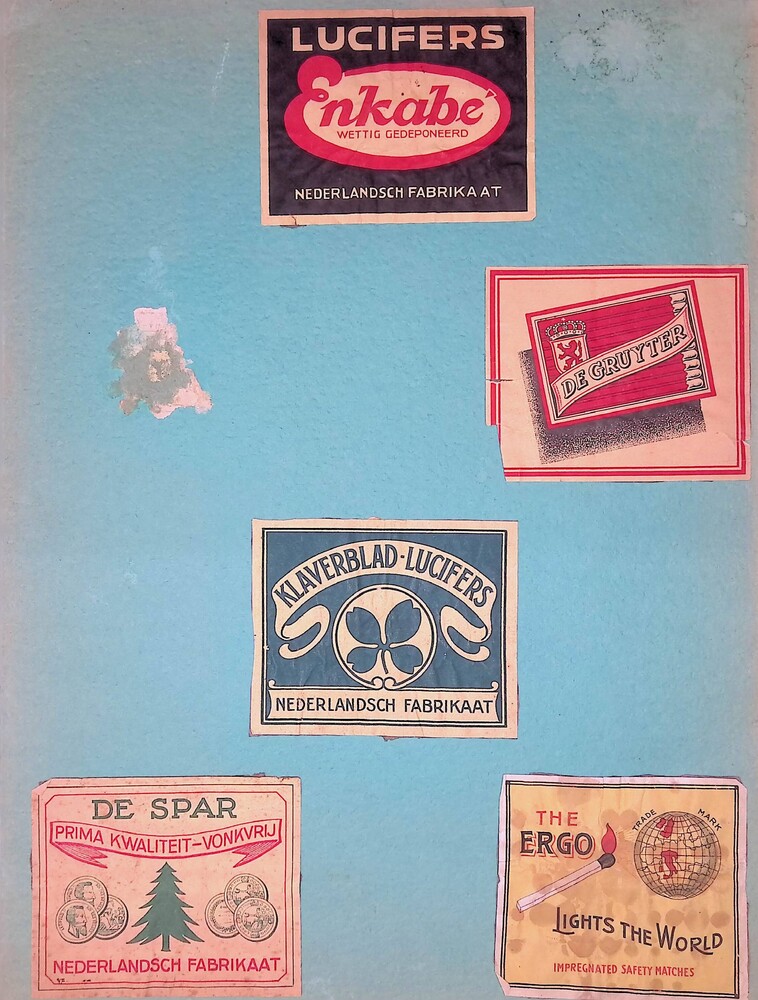 LUCIFERS
Enkabé
WETTIG GEDEPONEERD
NEDERLANDSCH FABRIKAAT
DE GRUYTER
KLAVERBLAD-LUCIFERS
NEDERLANDSCH FABRIKAAT
DE SPAR
PRIMA KWALITEIT-VONKVRIJ
NEDERLANDSCH FABRIKAAT
THE
ERGO
TRADE MARK
LIGHTS THE WORLD
IMPREGNATED SAFETY MATCHES